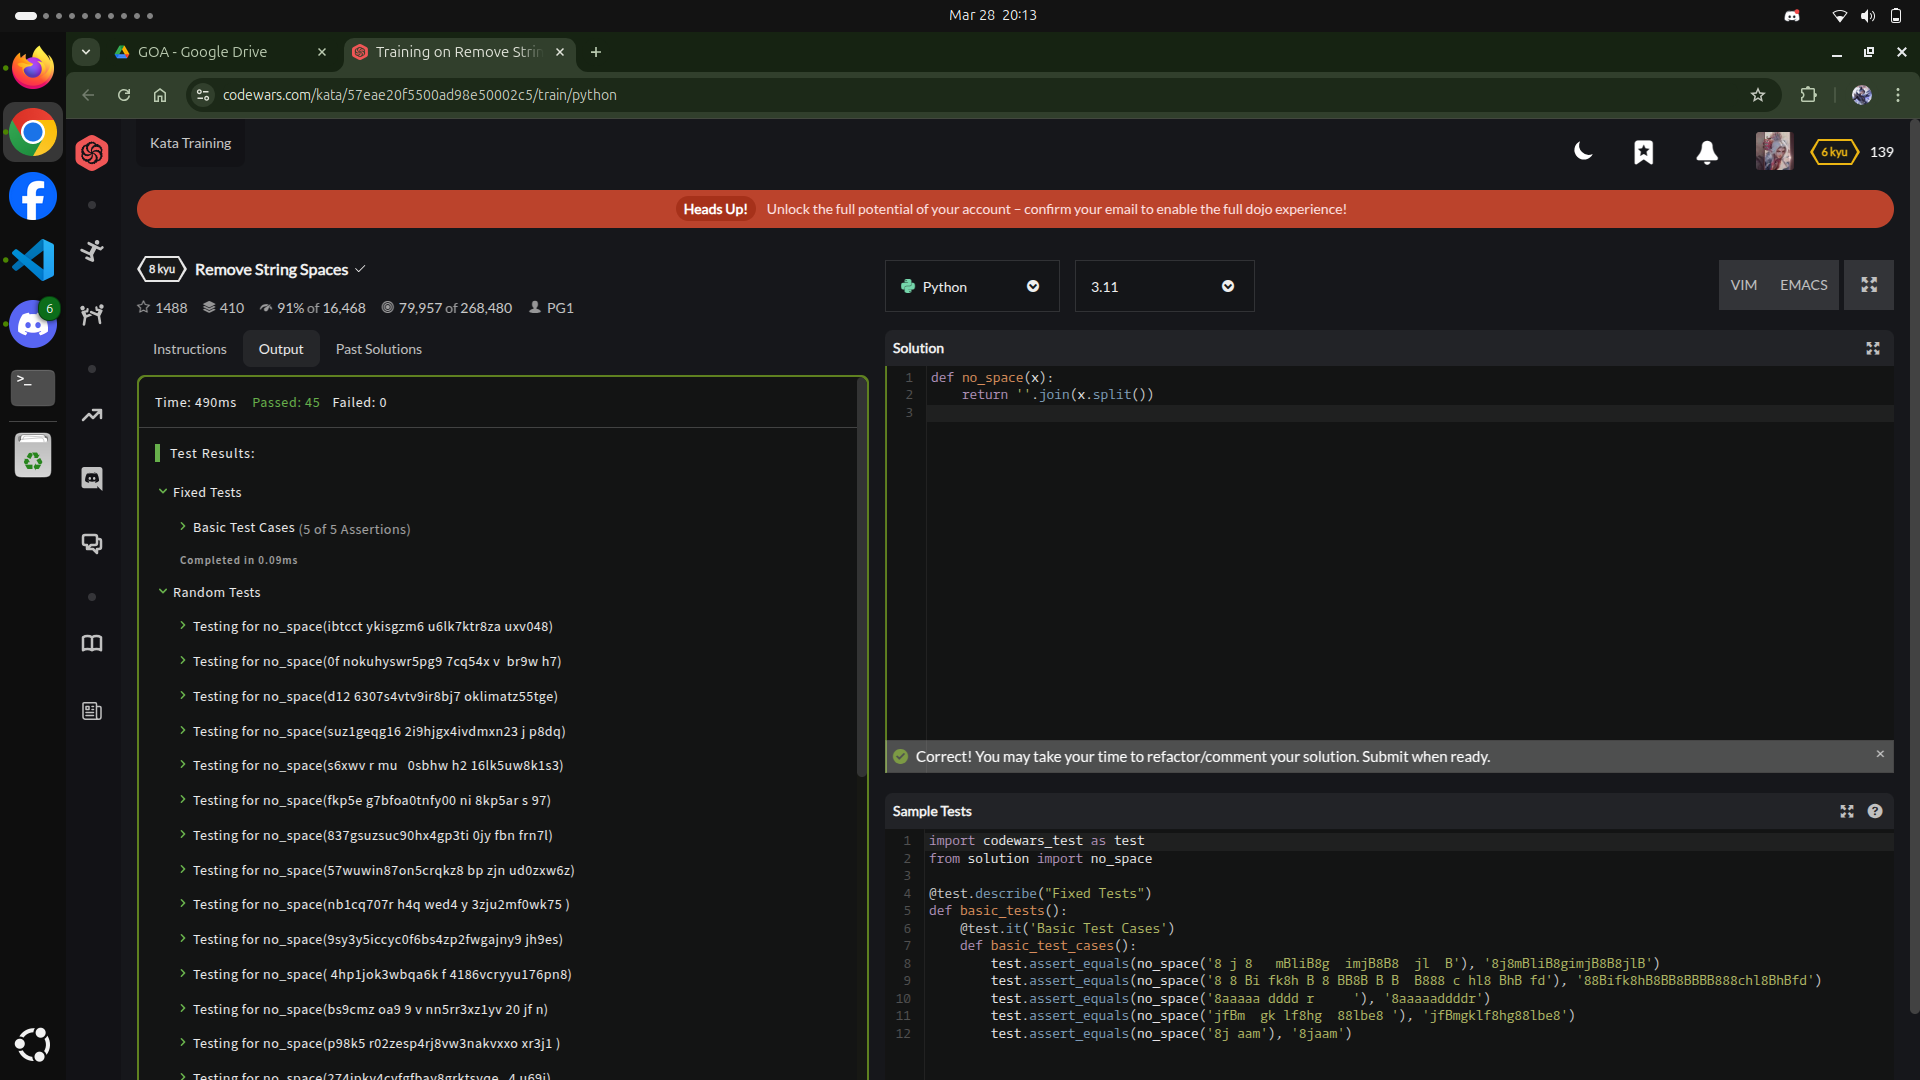 Mar 28 20:13
GOA - Google Drive
Training on Remove Strin
codewars.com/kata/57eae20f5500ad98e50002c5/train/python
Kata Training
6 kyu 139
Heads Up! Unlock the full potential of your account – confirm your email to enable the full dojo experience!
8 kyu Remove String Spaces
1488 410 91% of 16,468 79,957 of 268,480 PG1
Python
3.11
VIM EMACS
Instructions Output Past Solutions
Time: 490ms Passed: 45 Failed: 0
Test Results:
Fixed Tests
Basic Test Cases (5 of 5 Assertions)
Completed in 0.09ms
Random Tests
Testing for no_space(ibtcct ykisgzm6 u6lk7ktr8za uxv048)
Testing for no_space(0f nokuhyswr5pg9 7cq54x v  br9w h7)
Testing for no_space(d12 6307s4vtv9ir8bj7 oklimatz55tge)
Testing for no_space(suz1geqg16 2i9hjgx4ivdmxn23 j p8dq)
Testing for no_space(s6xwv r mu   0sbhw h2 16lk5uw8k1s3)
Testing for no_space(fkp5e g7bfoa0tnfy00 ni 8kp5ar s 97)
Testing for no_space(837gsuzsuc90hx4gp3ti 0jy fbn frn7l)
Testing for no_space(57wuwin87on5crqkz8 bp zjn ud0zxw6z)
Testing for no_space(nb1cq707r h4q wed4 y 3zju2mf0wk75 )
Testing for no_space(9sy3y5iccyc0f6bs4zp2fwgajny9 jh9es)
Testing for no_space( 4hp1jok3wbqa6k f 4186vcryyu176pn8)
Testing for no_space(bs9cmz oa9 9 v nn5rr3xz1yv 20 jf n)
Testing for no_space(p98k5 r02zesp4rj8vw3nakvxxo xr3j1 )
Testing for no_space(274jpkv4cvfgfbav8grktsvqe   4 u69i)
Solution
1 def no_space(x):
2     return ''.join(x.split())
3
Correct! You may take your time to refactor/comment your solution. Submit when ready.
Sample Tests
1 import codewars_test as test
2 from solution import no_space
3
4 @test.describe("Fixed Tests")
5 def basic_tests():
6     @test.it('Basic Test Cases')
7     def basic_test_cases():
8         test.assert_equals(no_space('8 j 8   mBliB8g  imjB8B8  jl  B'), '8j8mBliB8gimjB8B8jlB')
9         test.assert_equals(no_space('8 8 Bi fk8h B 8 BB8B B B  B888 c hl8 BhB fd'), '88Bifk8hB8BB8BBBB888chl8BhBfd')
10         test.assert_equals(no_space('8aaaaa dddd r     '), '8aaaaaddddr')
11         test.assert_equals(no_space('jfBm  gk lf8hg  88lbe8 '), 'jfBmgklf8hg88lbe8')
12         test.assert_equals(no_space('8j aam'), '8jaam')
6